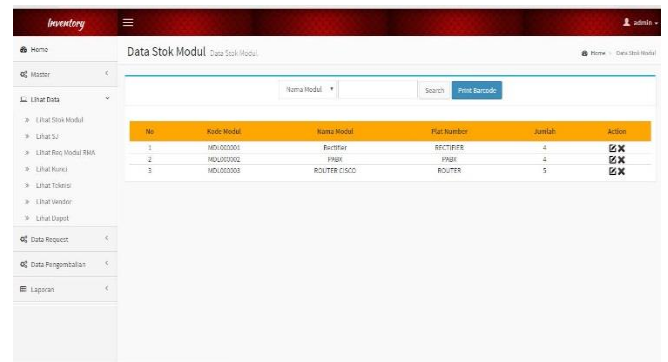 Inventory
admin
Home
Data Stok Modul Data Stok Modul.
Home > Data Stok Modul
Master
Lihat Data
Nama Modul
Search
Print Barcode
Lihat Stok Modul
Lihat SJ
Lihat Req Modul RMA
Lihat Kunci
Lihat Teknisi
Lihat Vendor
Lihat Dapot
No Kode Modul Nama Modul Plat Number Jumlah Action
1 MDL000001 Rectifier RECTIFIER 4
2 MDL000002 PABX PABX 4
3 MDL000003 ROUTER CISCO ROUTER 5
Data Request
Data Pengembalian
Laporan